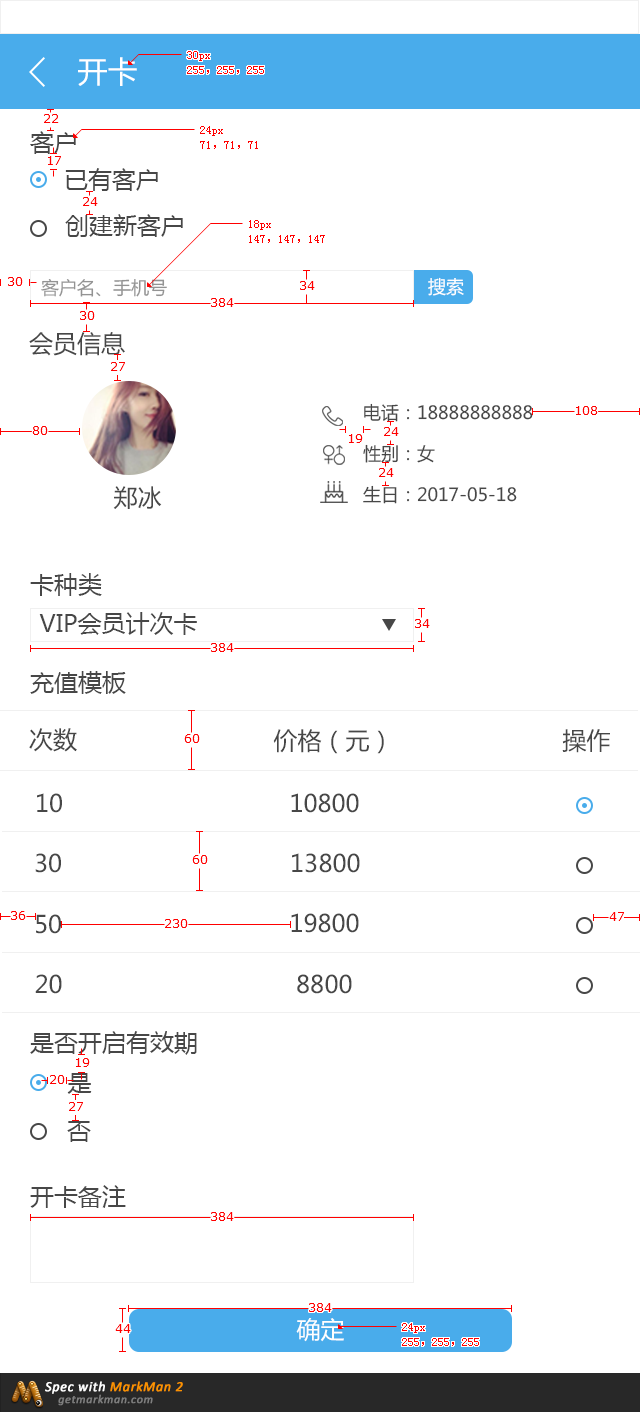 开卡
30px
255, 255, 255
22
客户
24px
71, 71, 71
17
已有客户
24
创建新客户
18px
147, 147, 147
30
客户名、手机号
34
搜索
384
30
会员信息
27
80
电话：18888888888
108
19
24
性别：女
24
生日：2017-05-18
郑冰
卡种类
VIP会员计次卡
34
384
充值模板
次数
60
价格（元）
操作
10
10800
30
60
13800
36
50
230
19800
47
20
8800
是否开启有效期
19
20
是
27
否
开卡备注
384
384
44
确定
24px
255, 255, 255
Spec with MarkMan 2
getmarkman.com